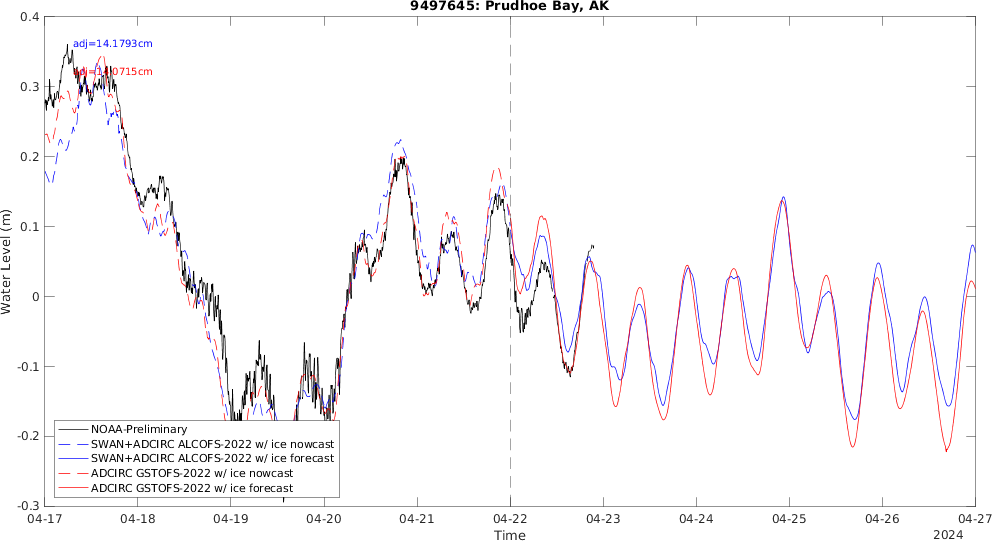 9497645: Prudhoe Bay, AK
0.4
adj=14.1793cm
adj=14.0715cm
0.3
0.2
0.1
0
-0.1
-0.2
-0.3
Water Level (m)
NOAA-Preliminary
SWAN+ADCIRC ALCOFS-2022 w/ ice nowcast
SWAN+ADCIRC ALCOFS-2022 w/ ice forecast
ADCIRC GSTOFS-2022 w/ ice nowcast
ADCIRC GSTOFS-2022 w/ ice forecast
04-17 04-18 04-19 04-20 04-21 04-22 04-23 04-24 04-25 04-26 04-27
Time
2024